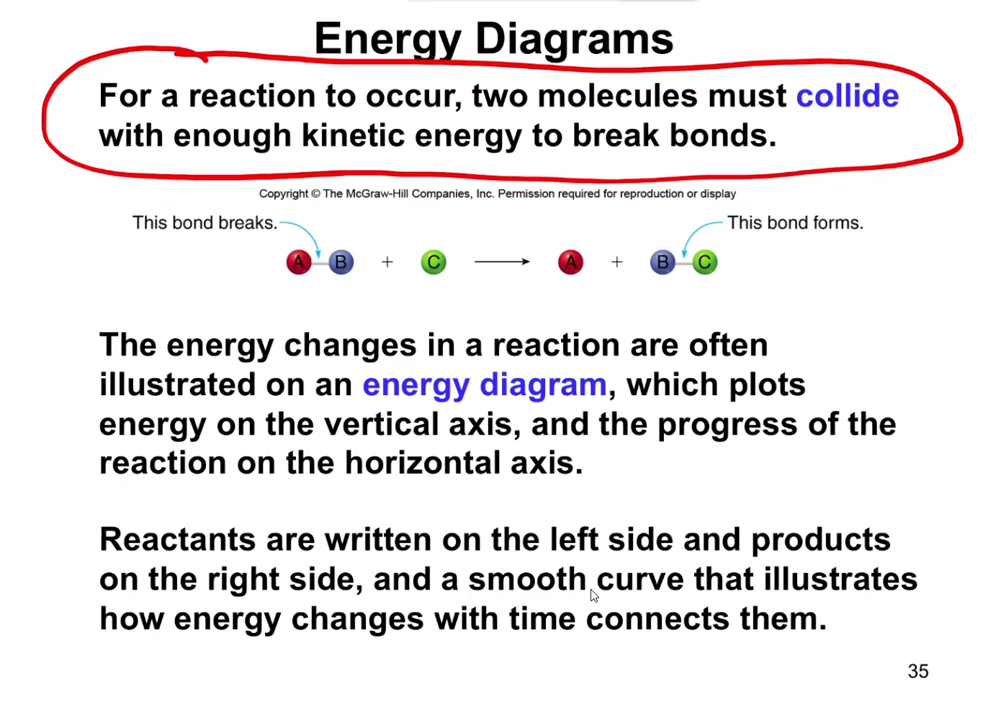 Energy Diagrams
For a reaction to occur, two molecules must collide
with enough kinetic energy to break bonds.
Copyright © The McGraw-Hill Companies, Inc. Permission required for reproduction or display
This bond breaks.
This bond forms.
A B + C → A + B C
The energy changes in a reaction are often
illustrated on an energy diagram, which plots
energy on the vertical axis, and the progress of the
reaction on the horizontal axis.
Reactants are written on the left side and products
on the right side, and a smooth curve that illustrates
how energy changes with time connects them.
35